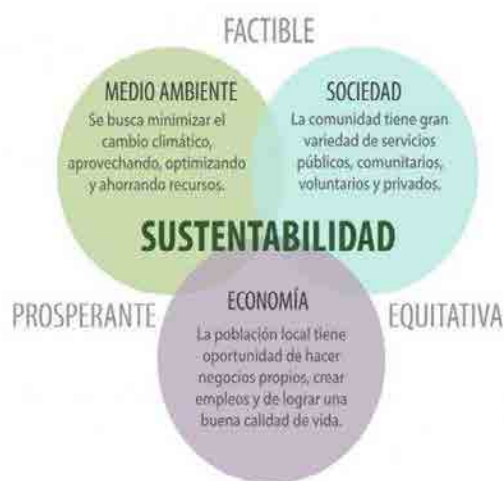 FACTIBLE
MEDIO AMBIENTE
Se busca minimizar el
cambio climático,
aprovechando, optimizando
y ahorrando recursos.
SOCIEDAD
La comunidad tiene gran
variedad de servicios
públicos, comunitarios,
voluntarios y privados.
SUSTENTABILIDAD
PROSPERANTE
EQUITATIVA
ECONOMÍA
La población local tiene
oportunidad de hacer
negocios propios, crear
empleos y de lograr una
buena calidad de vida.